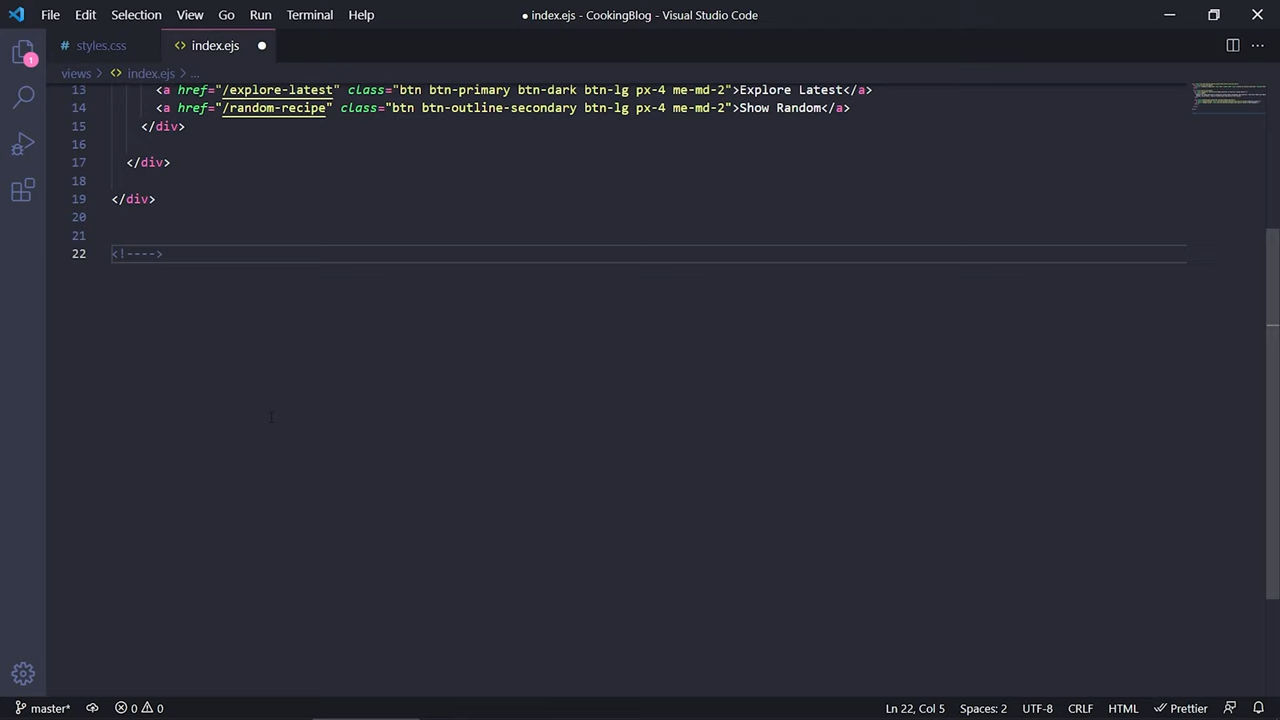 File Edit Selection View Go Run Terminal Help
● index.ejs - CookingBlog - Visual Studio Code
# styles.css
<> index.ejs ●
views > <> index.ejs > ...
1
13 <a href="/explore-latest" class="btn btn-primary btn-dark btn-lg px-4 me-md-2">Explore Latest</a>
14 <a href="/random-recipe" class="btn btn-outline-seconary btn-lg px-4 me-md-2">Show Random</a>
15 </div>
16
17 </div>
18
19 </div>
20
21
22 <!---->
master* 0 0 Ln 22, Col 5 Spaces: 2 UTF-8 CRLF HTML Prettier